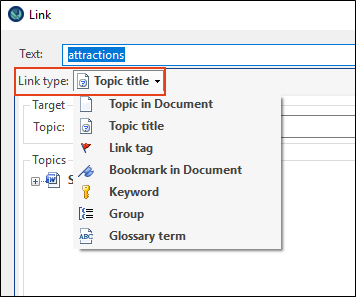 Link
Text: attractions
Link type: Topic title
Target
Topic in Document
Topic: Topic title
Link tag
Topics Bookmark in Document
S Keyword
Group
ABC Glossary term